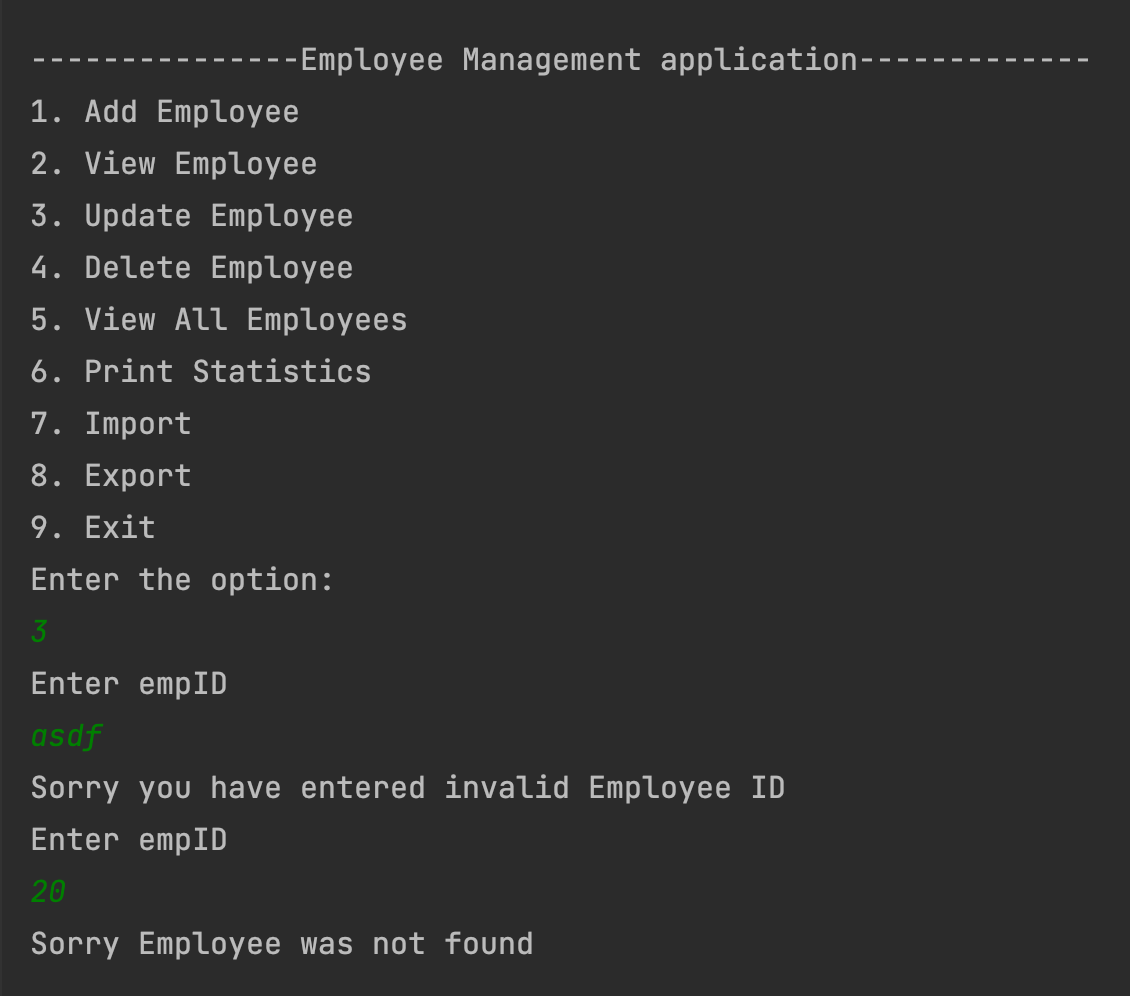 ---------------Employee Management application-------------
1. Add Employee
2. View Employee
3. Update Employee
4. Delete Employee
5. View All Employees
6. Print Statistics
7. Import
8. Export
9. Exit
Enter the option:
3
Enter empID
asdf
Sorry you have entered invalid Employee ID
Enter empID
20
Sorry Employee was not found